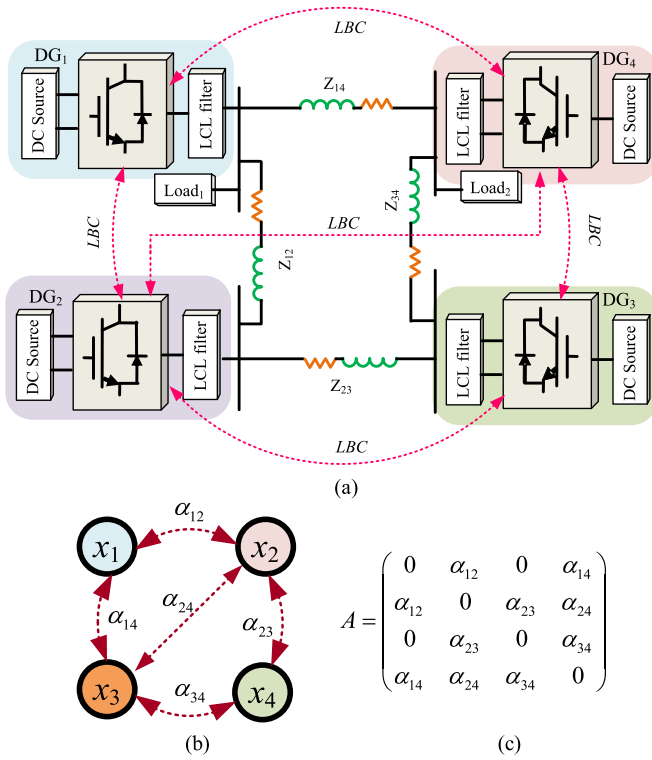 LBC
DG₁
DG₄
DC Source
LCL filter
Z₁₄
LCL filter
DC Source
Load₁
Z₃₄
Load₂
LBC
LBC
LBC
Z₁₂
DG₂
DG₃
DC Source
LCL filter
Z₂₃
LCL filter
DC Source
LBC
(a)
α₁₂
x₁
x₂
α₁₄
α₂₄
α₂₃
x₃
α₃₄
x₄
(b)
A = ( 0 α₁₂ 0 α₁₄
α₁₂ 0 α₂₃ α₂₄
0 α₂₃ 0 α₃₄
α₁₄ α₂₄ α₃₄ 0 )
(c)